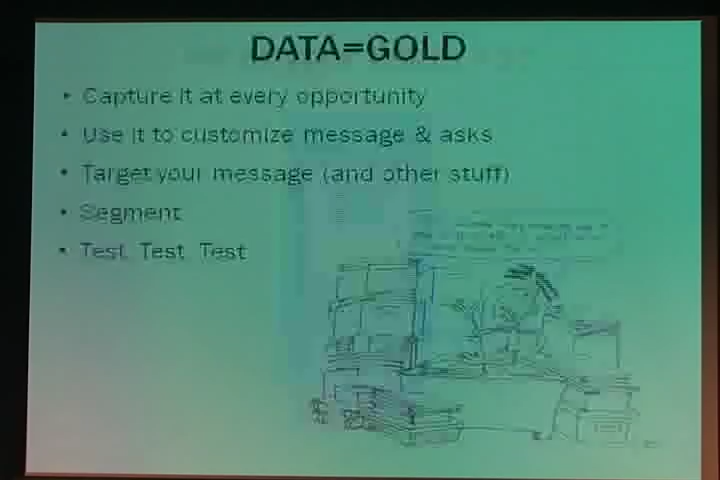 DATA=GOLD
• Capture it at every opportunity
• Use it to customize message & asks
• Target your message (and other stuff)
• Segment
• Test Test Test